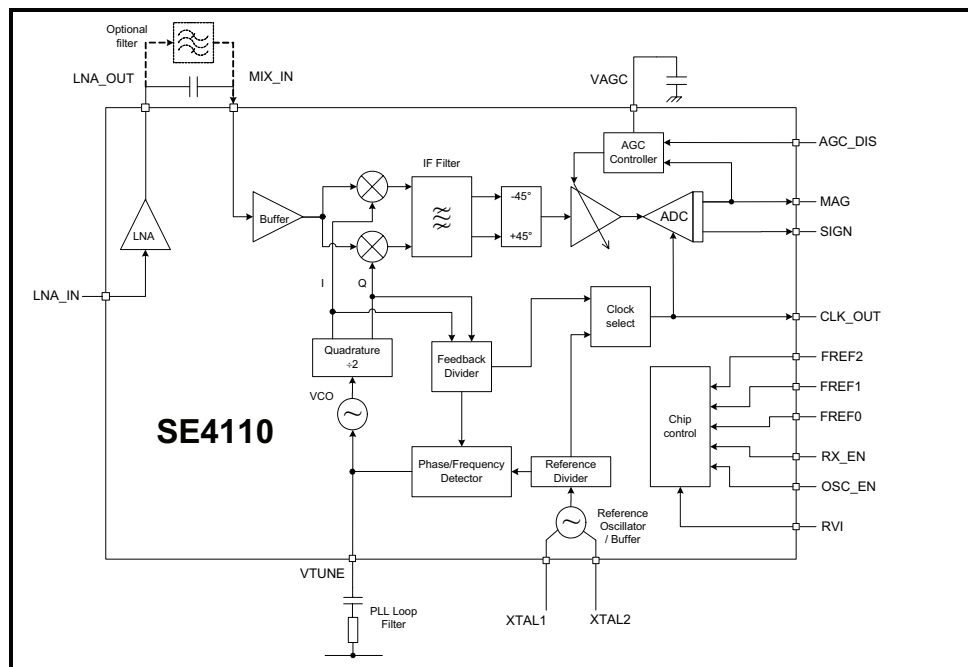 Optional
filter
LNA_OUT
MIX_IN
VAGC
AGC
Controller
AGC_DIS
IF Filter
-45°
+45°
Buffer
LNA
ADC
MAG
SIGN
LNA_IN
I
Q
Clock
select
CLK_OUT
Quadrature
÷2
Feedback
Divider
FREF2
FREF1
FREF0
VCO
SE4110
Chip
control
Phase/Frequency
Detector
Reference
Divider
RX_EN
OSC_EN
Reference
Oscillator
/ Buffer
RVI
VTUNE
PLL Loop
Filter
XTAL1
XTAL2